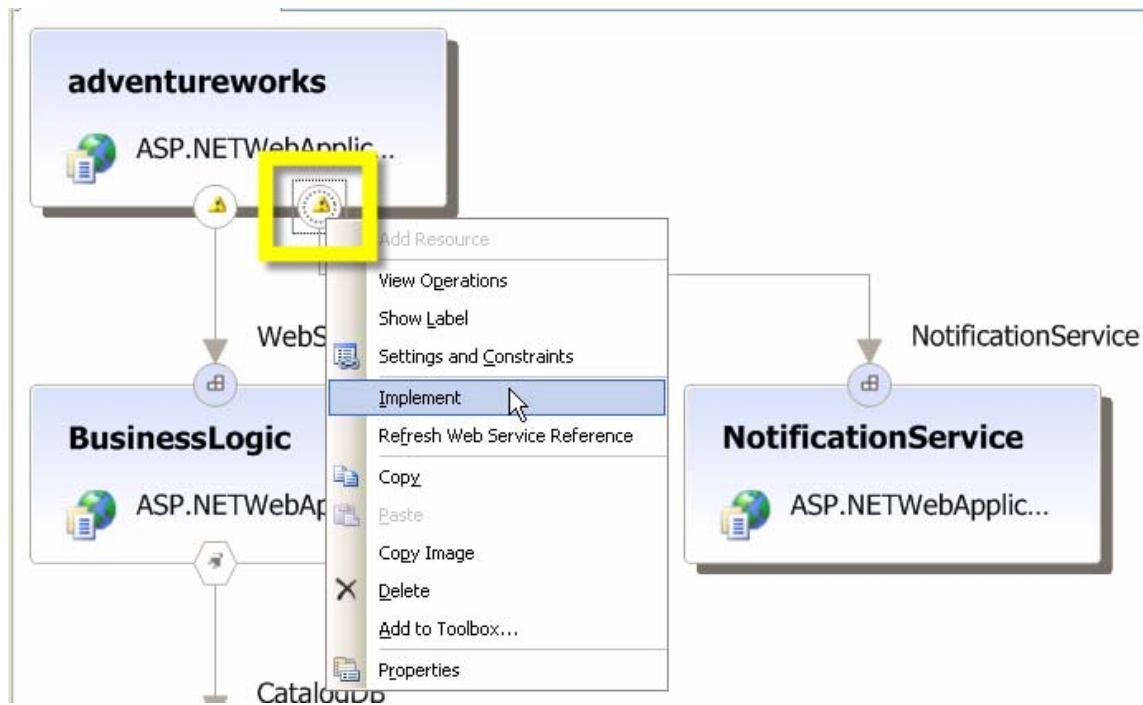 adventureworks
ASP.NETWebApplic...
Add Resource
View Operations
Show Label
WebS
NotificationService
Settings and Constraints
Implement
BusinessLogic
Refresh Web Service Reference
NotificationService
Copy
ASP.NETWebAp
Paste
ASP.NETWebApplic...
Copy Image
Delete
Add to Toolbox...
Properties
CatalogDB